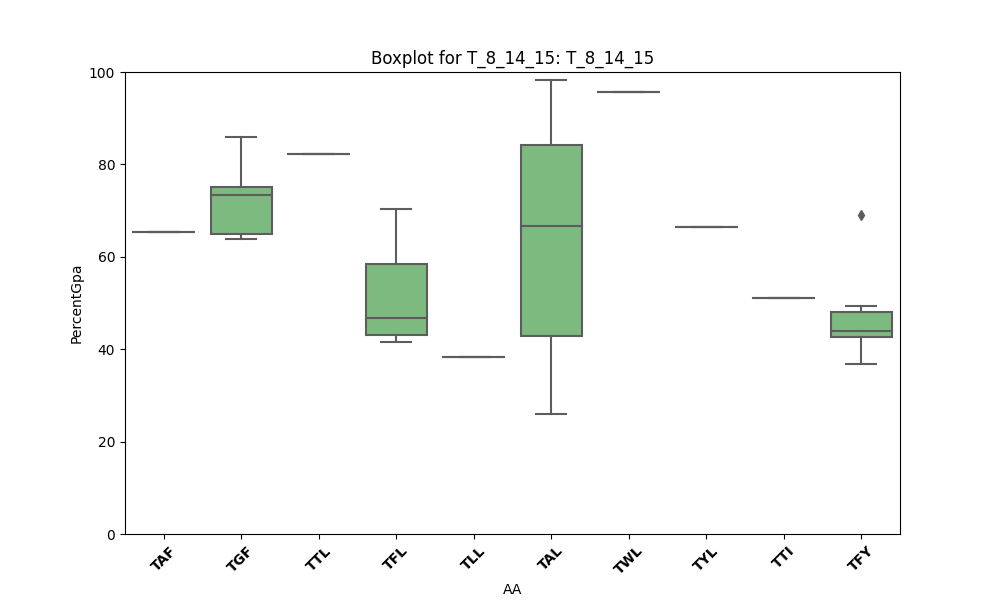 Boxplot for T_8_14_15: T_8_14_15
100
80
60
40
20
0
PercentGpa
TAF TGF TTL TFL TLL TAL TWL TYL TTI TFY
AA